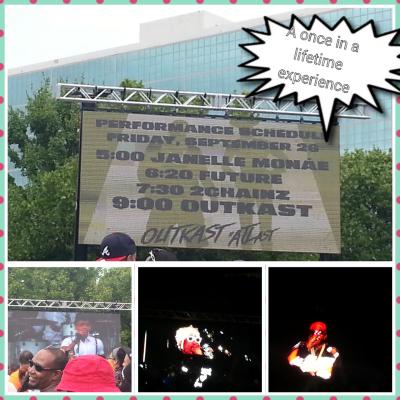 A once in a
lifetime
experience
PERFORMANCE SCHEDULE
FRIDAY, SEPTEMBER 26
5:00 JANELLE MONÁE
6:20 FUTURE
7:30 2CHAINZ
9:00 OUTKAST
OUTKAST #ATLAST